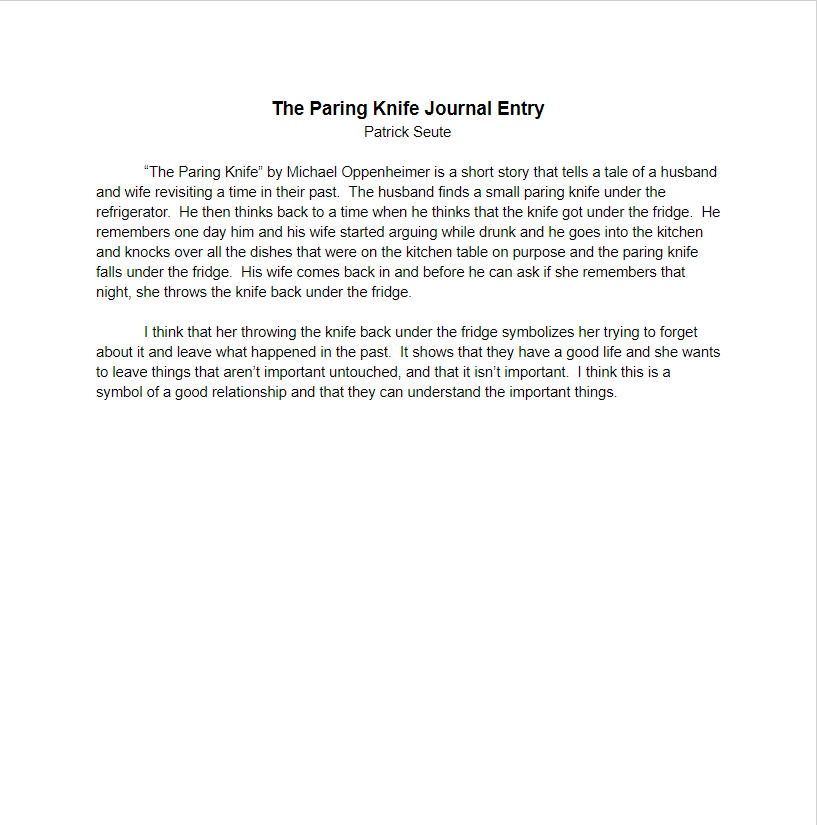 The Paring Knife Journal Entry
Patrick Seute
“The Paring Knife” by Michael Oppenheimer is a short story that tells a tale of a husband
and wife revisiting a time in their past.  The husband finds a small paring knife under the
refrigerator.  He then thinks back to a time when he thinks that the knife got under the fridge.  He
remembers one day him and his wife started arguing while drunk and he goes into the kitchen
and knocks over all the dishes that were on the kitchen table on purpose and the paring knife
falls under the fridge.  His wife comes back in and before he can ask if she remembers that
night, she throws the knife back under the fridge.
I think that her throwing the knife back under the fridge symbolizes her trying to forget
about it and leave what happened in the past.  It shows that they have a good life and she wants
to leave things that aren’t important untouched, and that it isn’t important.  I think this is a
symbol of a good relationship and that they can understand the important things.